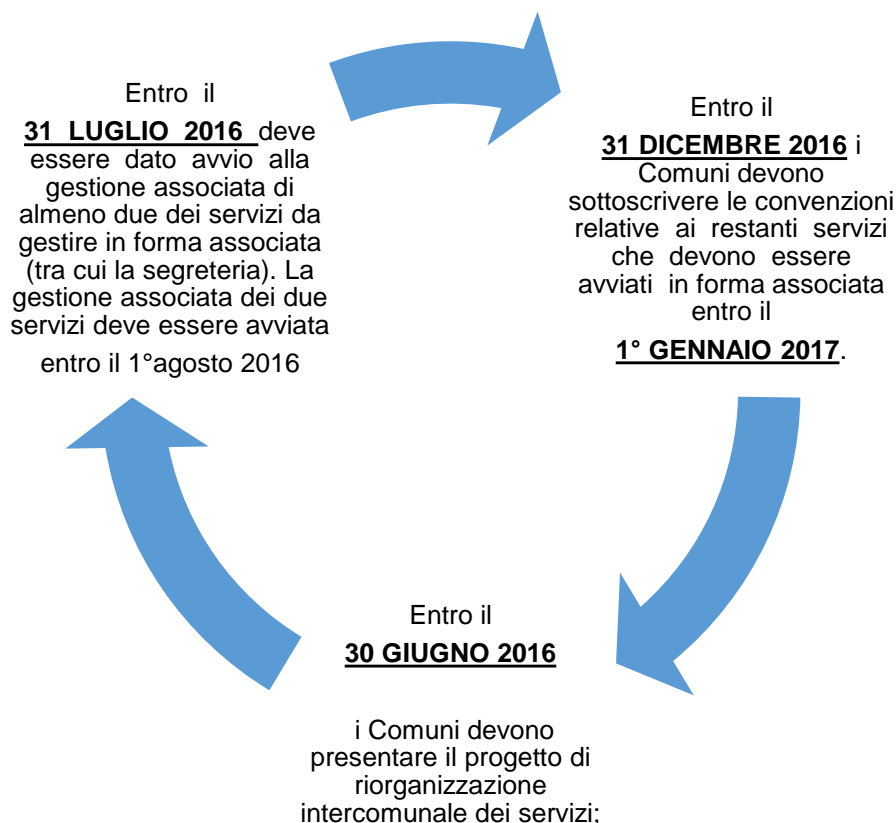 Entro il
31 LUGLIO 2016 deve
essere dato avvio alla
gestione associata di
almeno due dei servizi da
gestire in forma associata
(tra cui la segreteria). La
gestione associata dei due
servizi deve essere avviata
entro il 1°agosto 2016
Entro il
31 DICEMBRE 2016 i
Comuni devono
sottoscrivere le convenzioni
relative ai restanti servizi
che devono essere
avviati in forma associata
entro il
1° GENNAIO 2017.
Entro il
30 GIUGNO 2016
i Comuni devono
presentare il progetto di
riorganizzazione
intercomunale dei servizi;